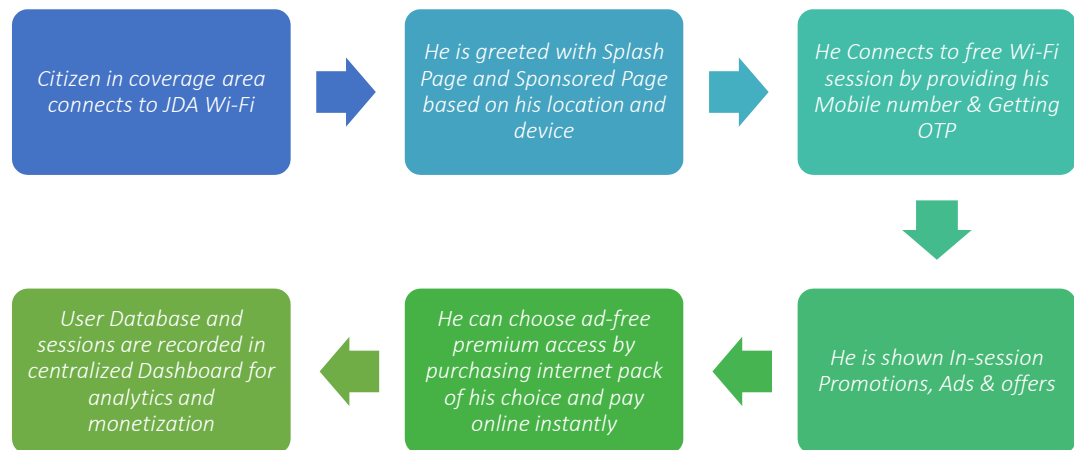 Citizen in coverage area
connects to JDA Wi-Fi
He is greeted with Splash
Page and Sponsored Page
based on his location and
device
He Connects to free Wi-Fi
session by providing his
Mobile number & Getting
OTP
He is shown In-session
Promotions, Ads & offers
He can choose ad-free
premium access by
purchasing internet pack
of his choice and pay
online instantly
User Database and
sessions are recorded in
centralized Dashboard for
analytics and
monetization